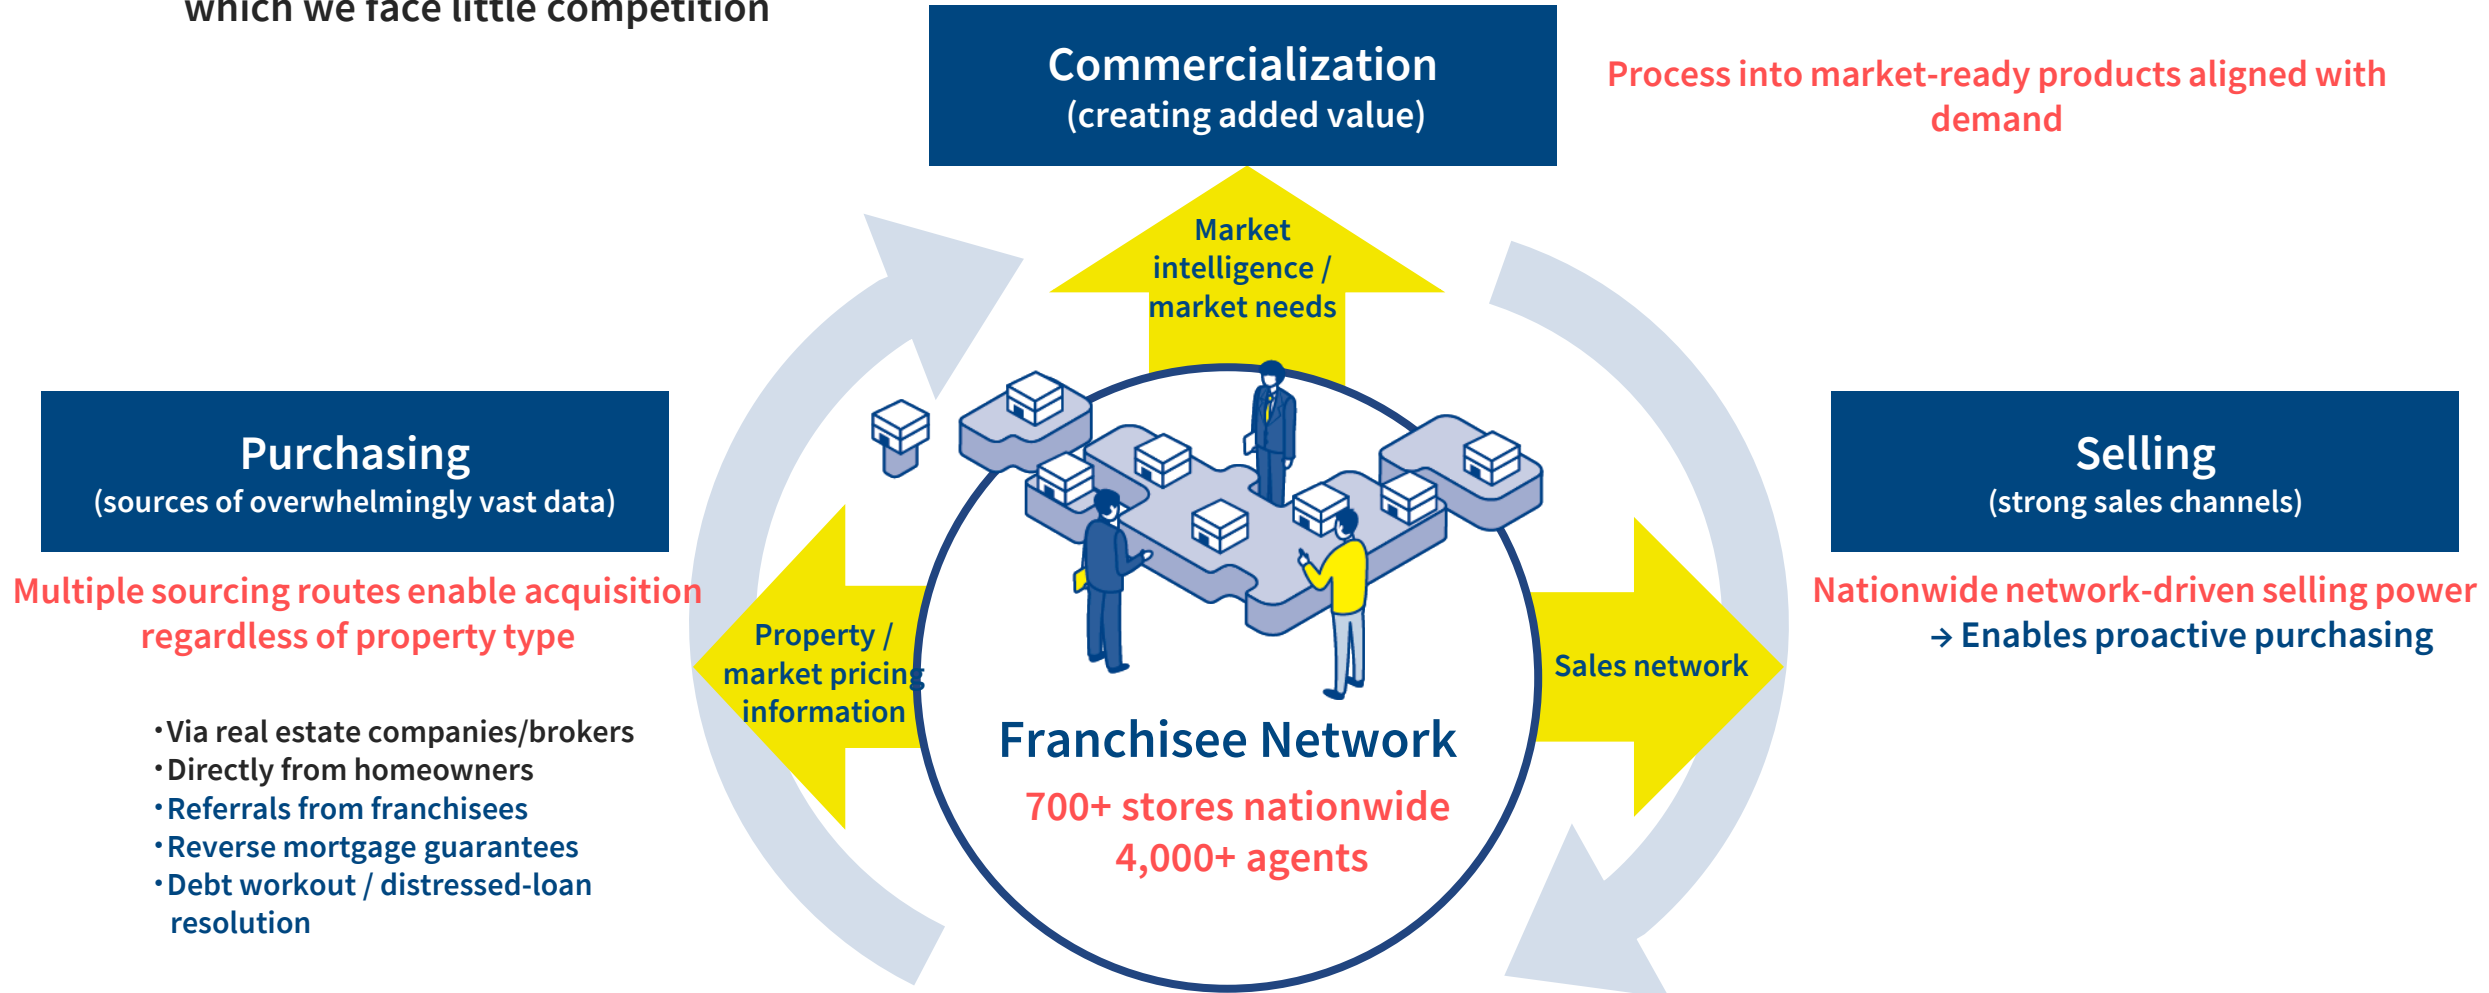 which we face little competition
Commercialization
(creating added value)
Process into market-ready products aligned with
demand
Market
intelligence /
market needs
Purchasing
(sources of overwhelmingly vast data)
Multiple sourcing routes enable acquisition
regardless of property type
・Via real estate companies/brokers
・Directly from homeowners
・Referrals from franchisees
・Reverse mortgage guarantees
・Debt workout / distressed-loan
resolution
Property /
market pricing
information
Franchisee Network
700+ stores nationwide
4,000+ agents
Sales network
Selling
(strong sales channels)
Nationwide network-driven selling power
→ Enables proactive purchasing